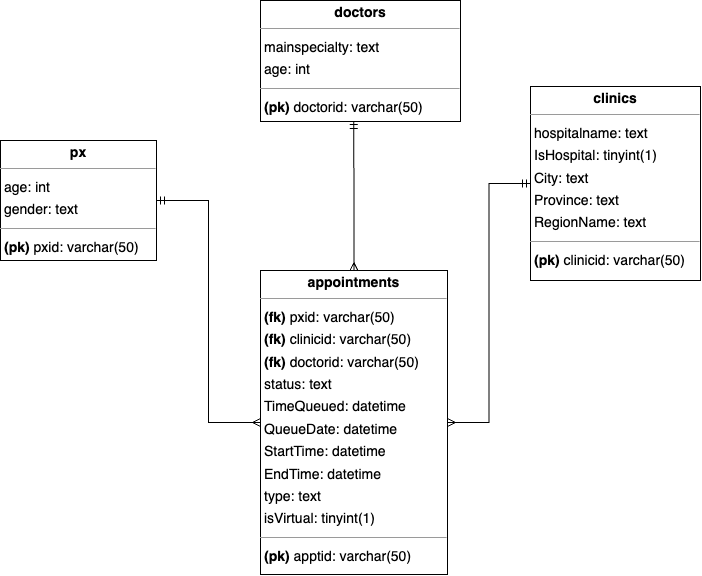 doctors
mainspecialty: text
age: int
(pk) doctorid: varchar(50)
clinics
hospitalname: text
IsHospital: tinyint(1)
City: text
Province: text
RegionName: text
(pk) clinicid: varchar(50)
px
age: int
gender: text
(pk) pxid: varchar(50)
appointments
(fk) pxid: varchar(50)
(fk) clinicid: varchar(50)
(fk) doctorid: varchar(50)
status: text
TimeQueued: datetime
QueueDate: datetime
StartTime: datetime
EndTime: datetime
type: text
isVirtual: tinyint(1)
(pk) apptid: varchar(50)